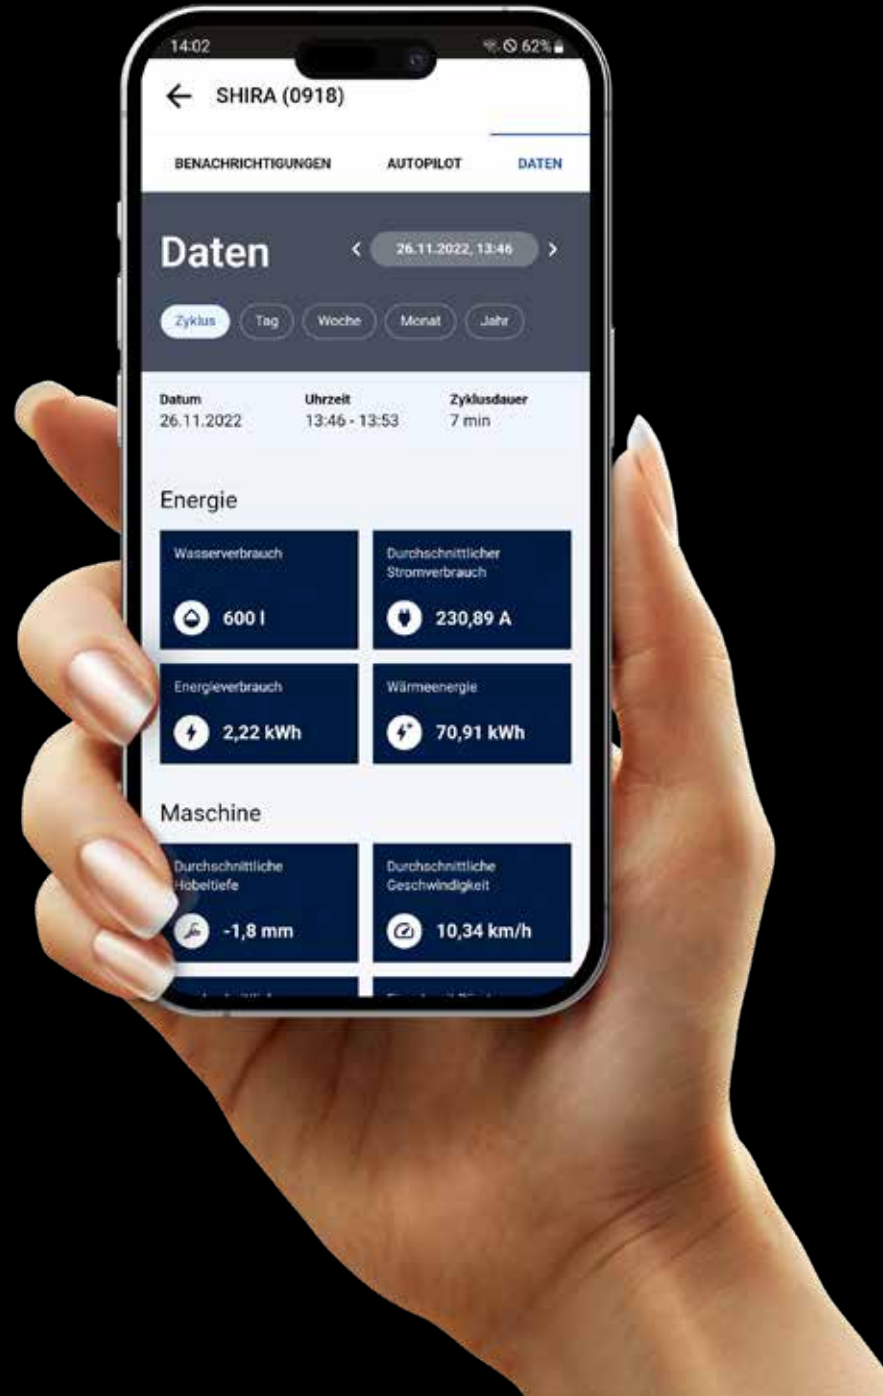 14:02
62%
SHIRA (0918)
BENACHRICHTIGUNGEN AUTOPILOT DATEN
Daten
26.11.2022, 13:46
Zyklus Tag Woche Monat Jahr
Datum Uhrzeit Zyklusdauer
26.11.2022 13:46 - 13:53 7 min
Energie
Wasserverbrauch
600 l
Durchschnittlicher
Stromverbrauch
230,89 A
Energieverbrauch
2,22 kWh
Wärmeenergie
70,91 kWh
Maschine
Durchschnittliche
Hobeltiefe
-1,8 mm
Durchschnittliche
Geschwindigkeit
10,34 km/h